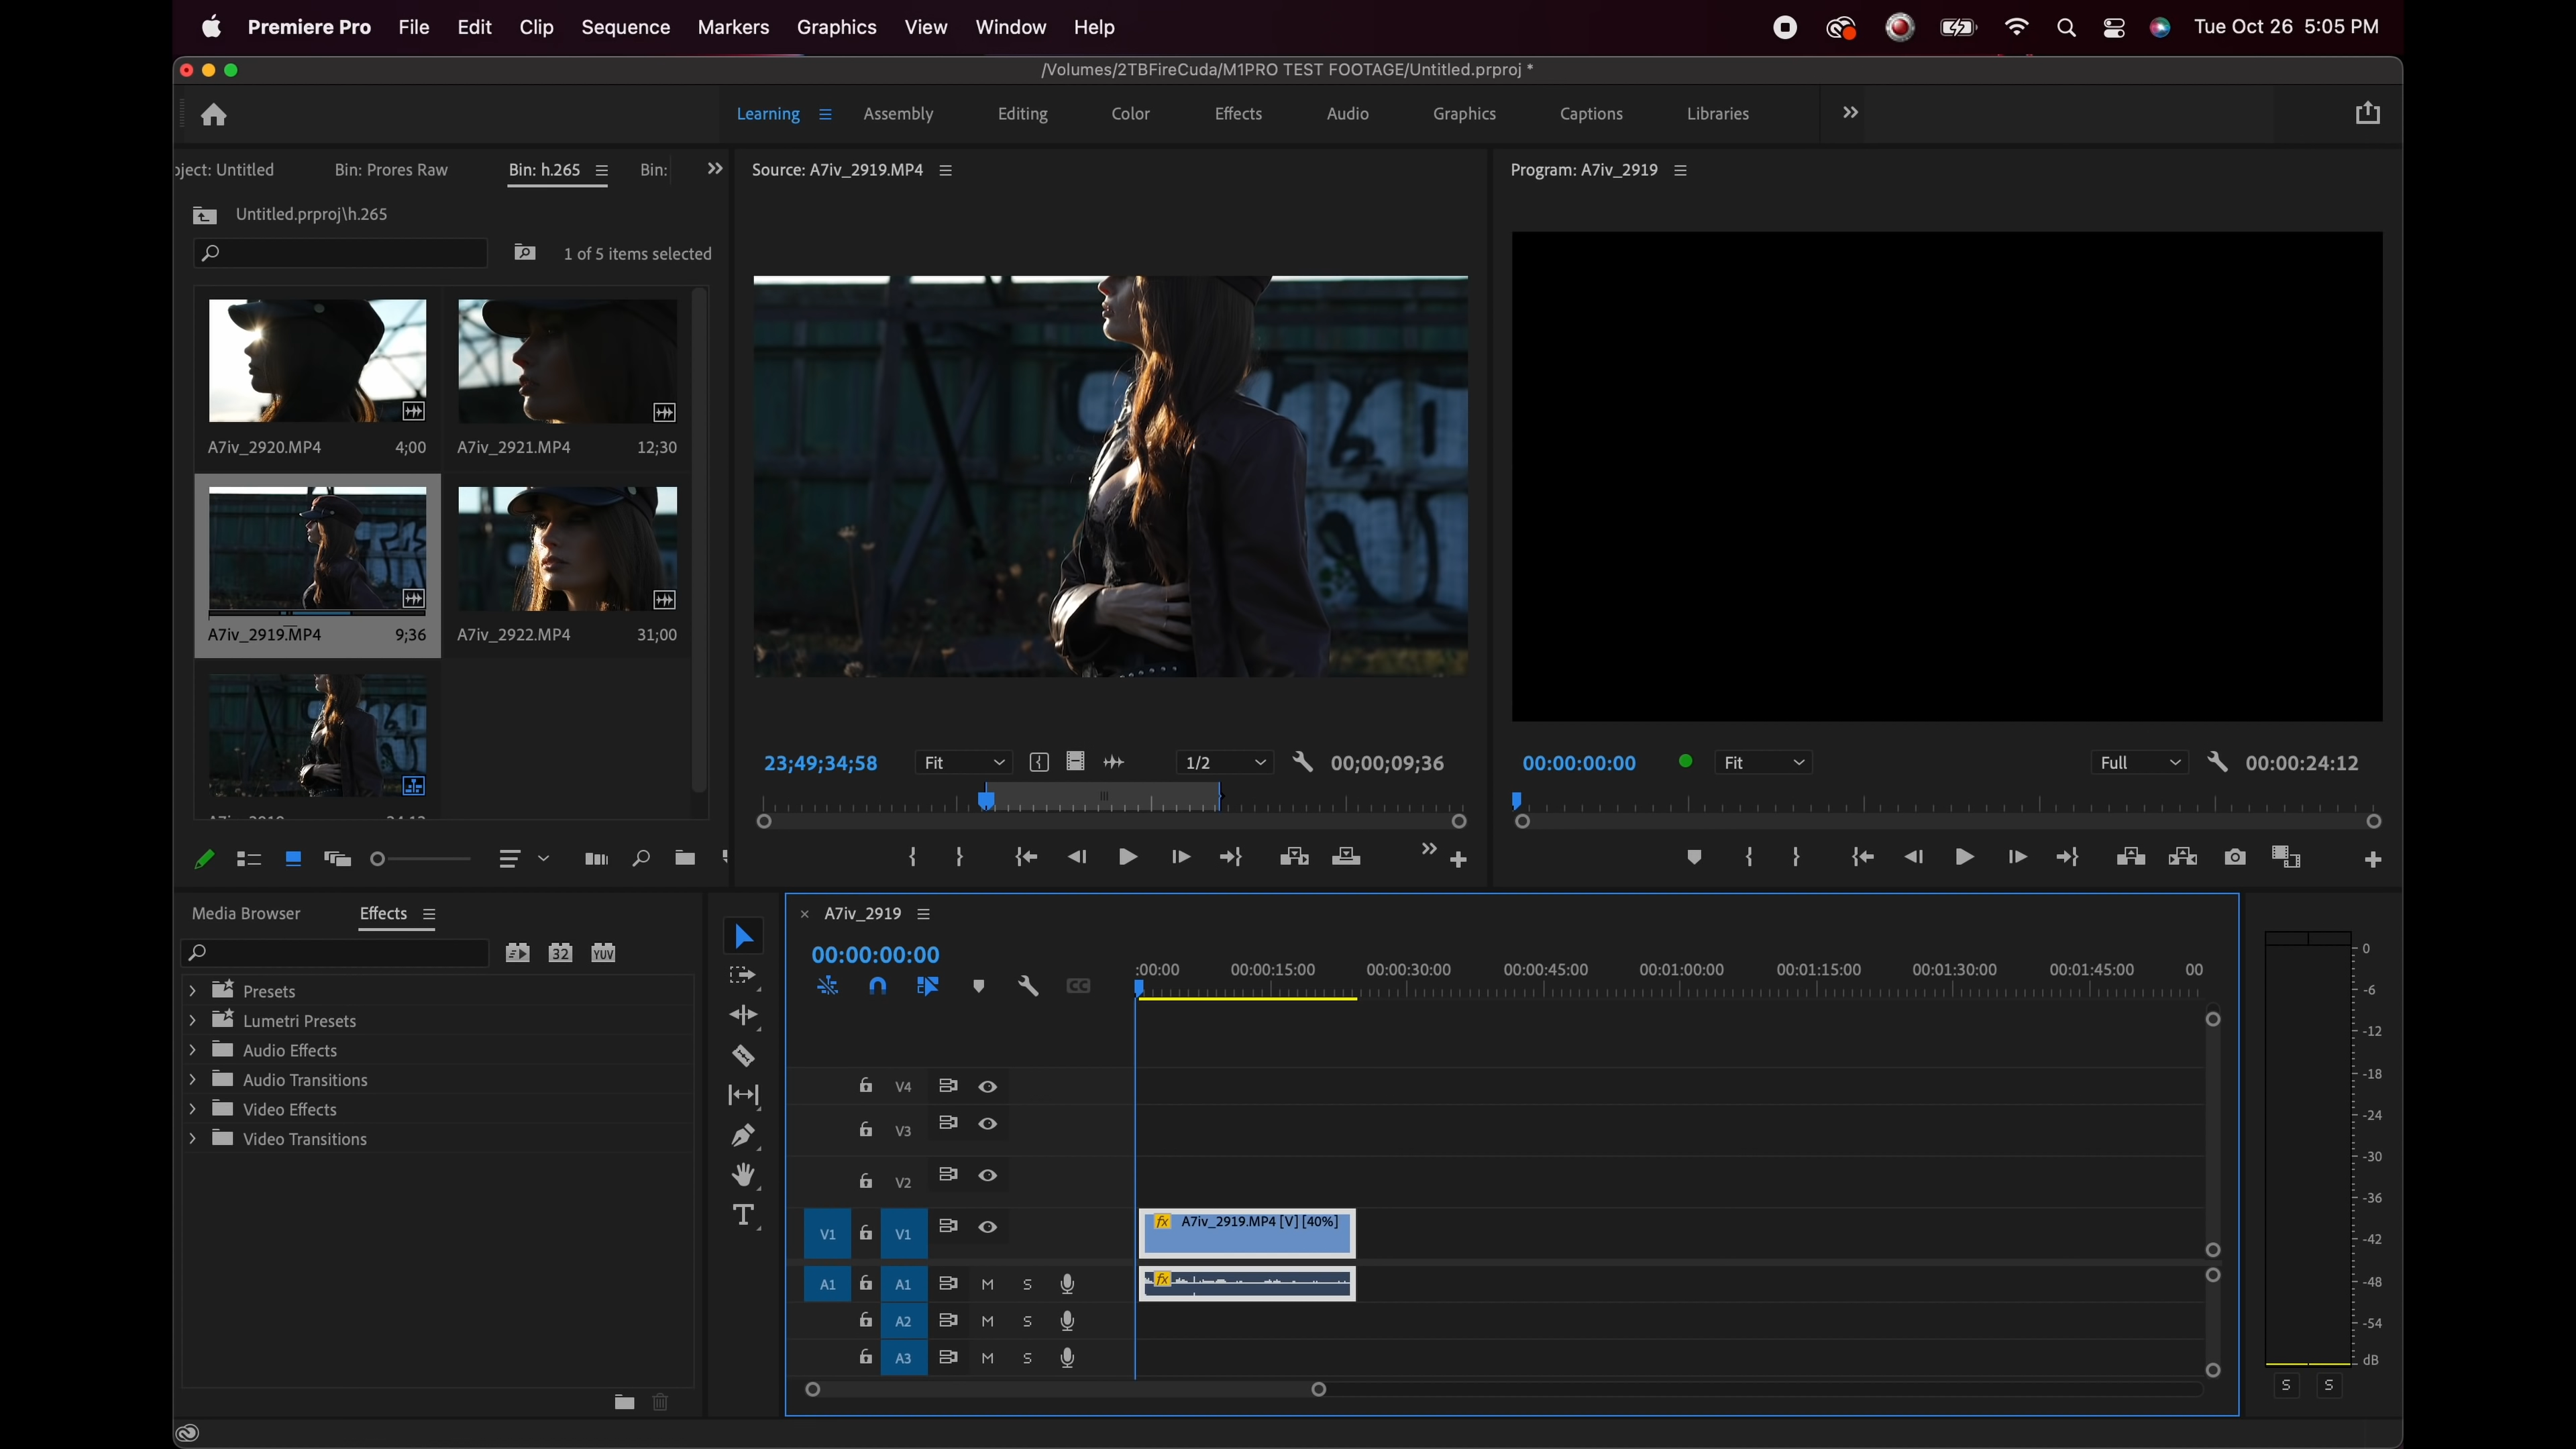 Premiere Pro File Edit Clip Sequence Markers Graphics View Window Help
Tue Oct 26 5:05 PM
/Volumes/2TBFireCuda/M1PRO TEST FOOTAGE/Untitled.prproj *
Learning Assembly Editing Color Effects Audio Graphics Captions Libraries
oject: Untitled Bin: Prores Raw Bin: h.265 Bin:
Untitled.prproj\h.265
1 of 5 items selected
A7iv_2920.MP4 4;00
A7iv_2921.MP4 12;30
A7iv_2919.MP4 9;36
A7iv_2922.MP4 31;00
Source: A7iv_2919.MP4
23;49;34;58 Fit 1/2 00;00;09;36
Program: A7iv_2919
00:00:00:00 Fit Full 00:00:24:12
Media Browser Effects
32 YUV
Presets
Lumetri Presets
Audio Effects
Audio Transitions
Video Effects
Video Transitions
A7iv_2919
00:00:00:00
CC
:00:00 00:00:15:00 00:00:30:00 00:00:45:00 00:01:00:00 00:01:15:00 00:01:30:00 00:01:45:00 00
V4
V3
V2
V1 V1
fx A7iv_2919.MP4 [V] [40%]
A1 A1 M S
fx
A2 M S
A3 M S
0
-6
-12
-18
-24
-30
-36
-42
-48
-54
dB
S S